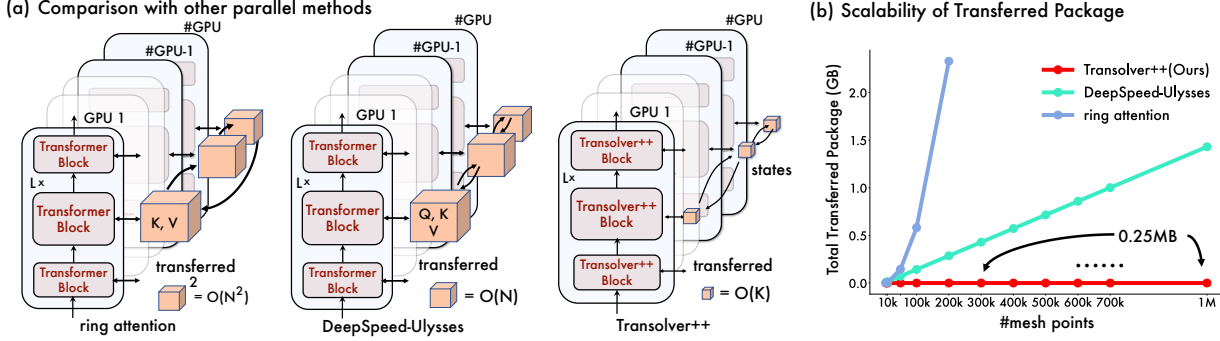 (a) Comparison with other parallel methods
#GPU
#GPU-1
GPU 1
Transformer
Block
L×
Transformer
Block
K, V
Transformer
Block
transferred
2
= O(N²)
ring attention
#GPU
#GPU-1
GPU 1
Transformer
Block
L×
Transformer
Block
Q, K
V
Transformer
Block
transferred
= O(N)
DeepSpeed-Ulysses
#GPU
#GPU-1
GPU 1
Transolver++
Block
states
L×
Transolver++
Block
Transolver++
Block
transferred
= O(K)
Transolver++
(b) Scalability of Transferred Package
Total Transferred Package (GB)
2.0
1.5
1.0
0.5
0.0
Transolver++(Ours)
DeepSpeed-Ulysses
ring attention
0.25MB
......
10k 100k 200k 300k 400k 500k 600k 700k 1M
#mesh points